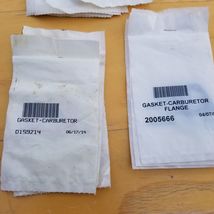 GASKET-CARBURETOR
0159214
06/17/14
GASKET-CARBURETOR
FLANGE
2005666